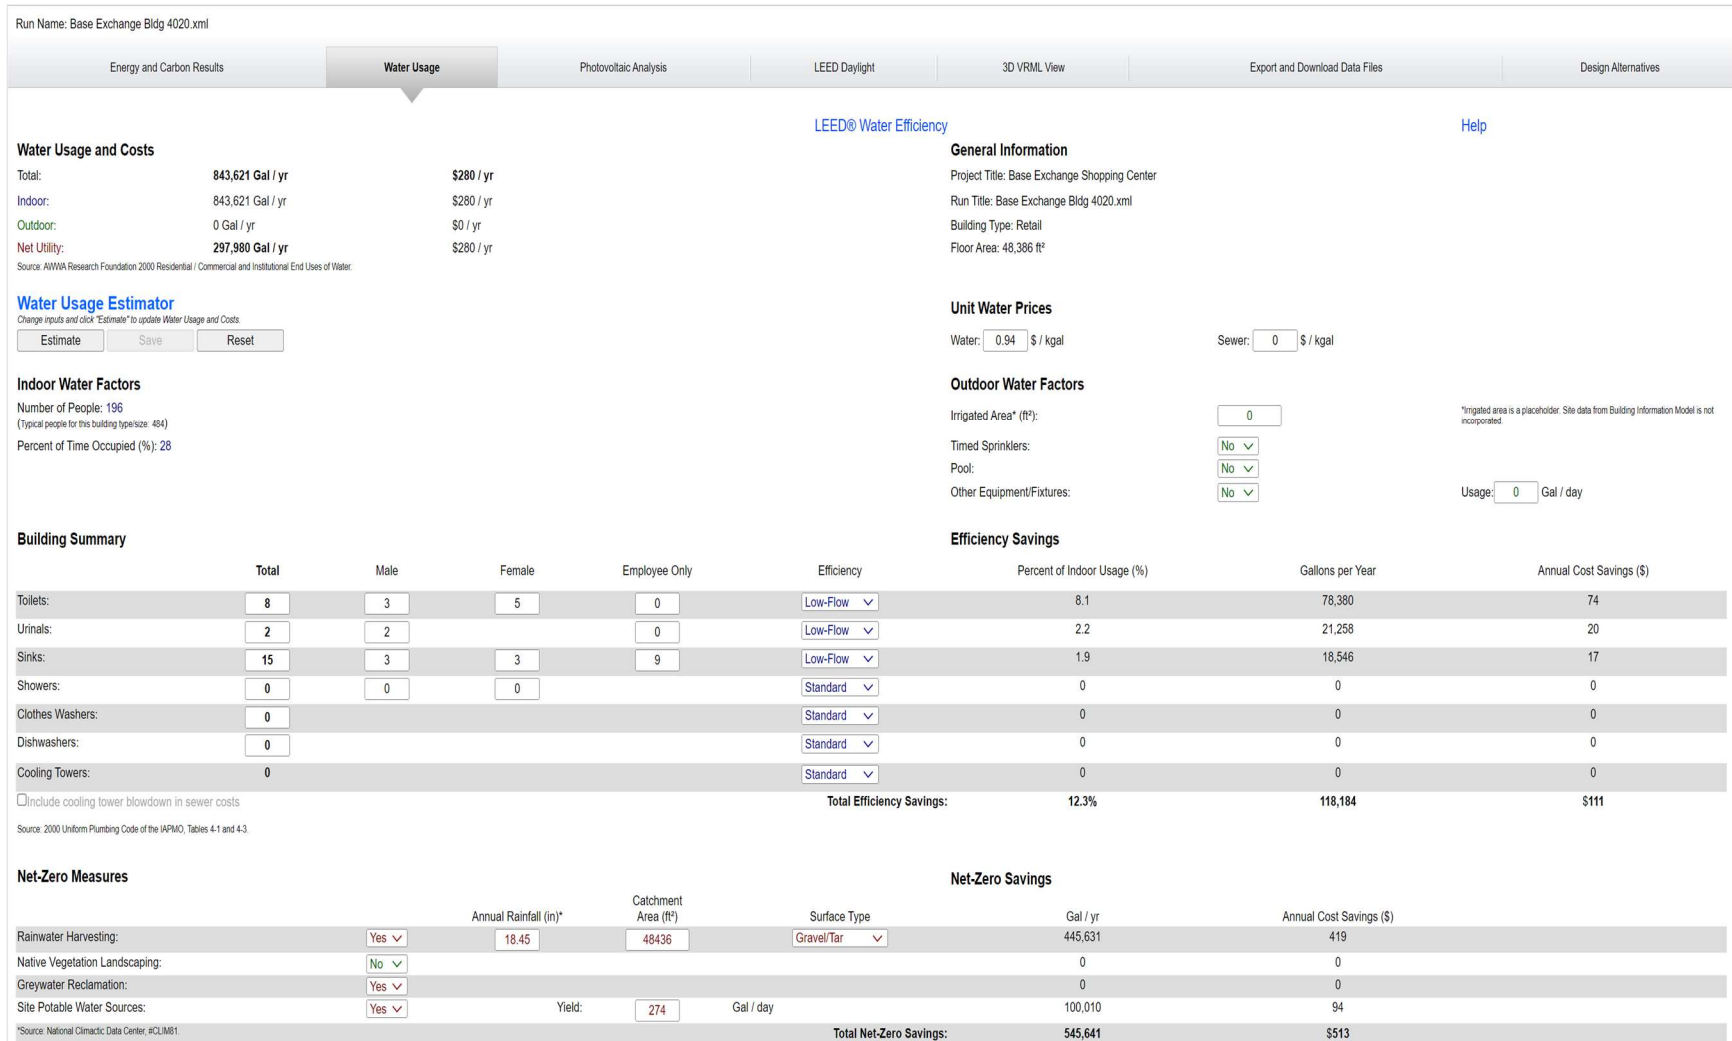 Run Name: Base Exchange Bldg 4020.xml
Energy and Carbon Results Water Usage Photovoltaic Analysis LEED Daylight 3D VRML View Export and Download Data Files Design Alternatives
LEED® Water Efficiency Help
Water Usage and Costs General Information
Total: 843,621 Gal / yr $280 / yr Project Title: Base Exchange Shopping Center
Indoor: 843,621 Gal / yr $280 / yr Run Title: Base Exchange Bldg 4020.xml
Outdoor: 0 Gal / yr $0 / yr Building Type: Retail
Net Utility: 297,980 Gal / yr $280 / yr Floor Area: 48,386 ft²
Source: AWWA Research Foundation 2000 Residential / Commercial and Institutional End Uses of Water.
Water Usage Estimator Unit Water Prices
Change inputs and click "Estimate" to update Water Usage and Costs.
Estimate Save Reset Water: 0.94 $ / kgal Sewer: 0 $ / kgal
Indoor Water Factors Outdoor Water Factors
Number of People: 196 Irrigated Area* (ft²): 0 *Irrigated area is a placeholder. Site data from Building Information Model is not
(Typical people for this building type/size: 484) incorporated.
Percent of Time Occupied (%): 28 Timed Sprinklers: No
Pool: No
Other Equipment/Fixtures: No Usage: 0 Gal / day
Building Summary Efficiency Savings
Total Male Female Employee Only Efficiency Percent of Indoor Usage (%) Gallons per Year Annual Cost Savings ($)
Toilets: 8 3 5 0 Low-Flow 8.1 78,380 74
Urinals: 2 2 0 Low-Flow 2.2 21,258 20
Sinks: 15 3 3 9 Low-Flow 1.9 18,546 17
Showers: 0 0 0 Standard 0 0 0
Clothes Washers: 0 Standard 0 0 0
Dishwashers: 0 Standard 0 0 0
Cooling Towers: 0 Standard 0 0 0
Include cooling tower blowdown in sewer costs Total Efficiency Savings: 12.3% 118,184 $111
Source: 2000 Uniform Plumbing Code of the IAPMO, Tables 4-1 and 4-3.
Net-Zero Measures Net-Zero Savings
Catchment
Annual Rainfall (in)* Area (ft²) Surface Type Gal / yr Annual Cost Savings ($)
Rainwater Harvesting: Yes 18.45 48436 Gravel/Tar 445,631 419
Native Vegetation Landscaping: No 0 0
Greywater Reclamation: Yes 0 0
Site Potable Water Sources: Yes Yield: 274 Gal / day 100,010 94
*Source: National Climactic Data Center, #CLIM81. Total Net-Zero Savings: 545,641 $513